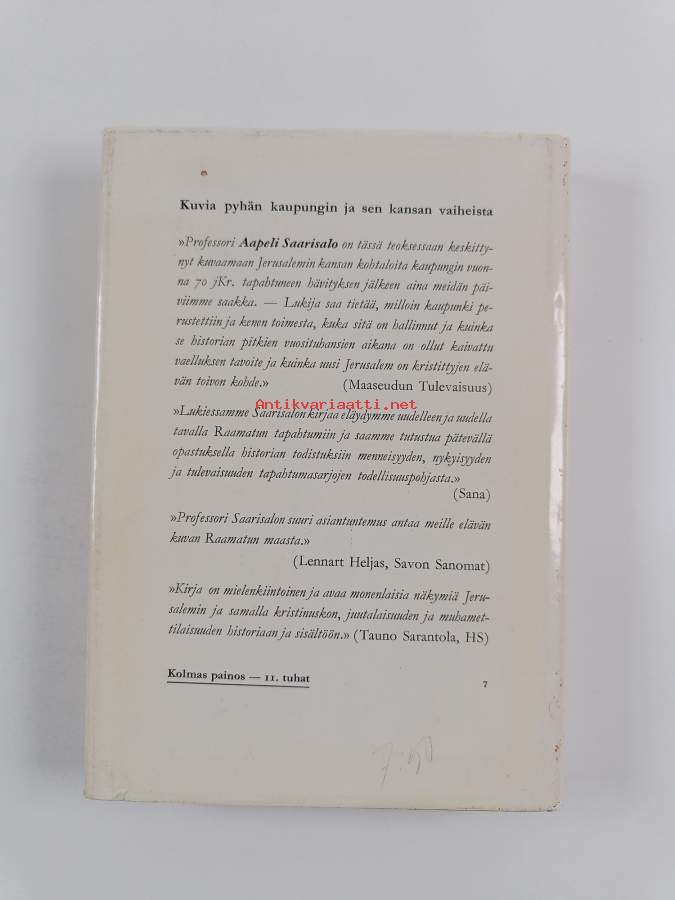 Kuvia pyhän kaupungin ja sen kansan vaiheista
»Professori Aapeli Saarisalo on tässä teoksessaan keskitty-
nyt kuvaamaan Jerusalemin kansan kohtaloita kaupungin vuon-
na 70 jKr. tapahtuneen hävityksen jälkeen aina meidän päi-
viimme saakka. — Lukija saa tietää, milloin kaupunki pe-
rustettiin ja kenen toimesta, kuka sitä on hallinnut ja kuinka
se historian pitkien vuosituhansien aikana on ollut kaivattu
vaelluksen tavoite ja kuinka uusi Jerusalem on kristittyjen elä-
vän toivon kohde.» (Maaseudun Tulevaisuus)
Antikvariaatti.net
»Lukiessamme Saarisalon kirjaa eläydymme uudelleen ja uudella
tavalla Raamatun tapahtumiin ja saamme tutustua pätevällä
opastuksella historian todistuksiin menneisyyden, nykyisyyden
ja tulevaisuuden tapahtumasarjojen todellisuuspohjasta.»
(Sana)
»Professori Saarisalon suuri asiantuntemus antaa meille elävän
kuvan Raamatun maasta.»
(Lennart Heljas, Savon Sanomat)
»Kirja on mielenkiintoinen ja avaa monenlaisia näkymiä Jeru-
salemin ja samalla kristinuskon, juutalaisuuden ja muhamet-
tilaisuuden historiaan ja sisältöön.» (Tauno Sarantola, HS)
Kolmas painos — 11. tuhat 7